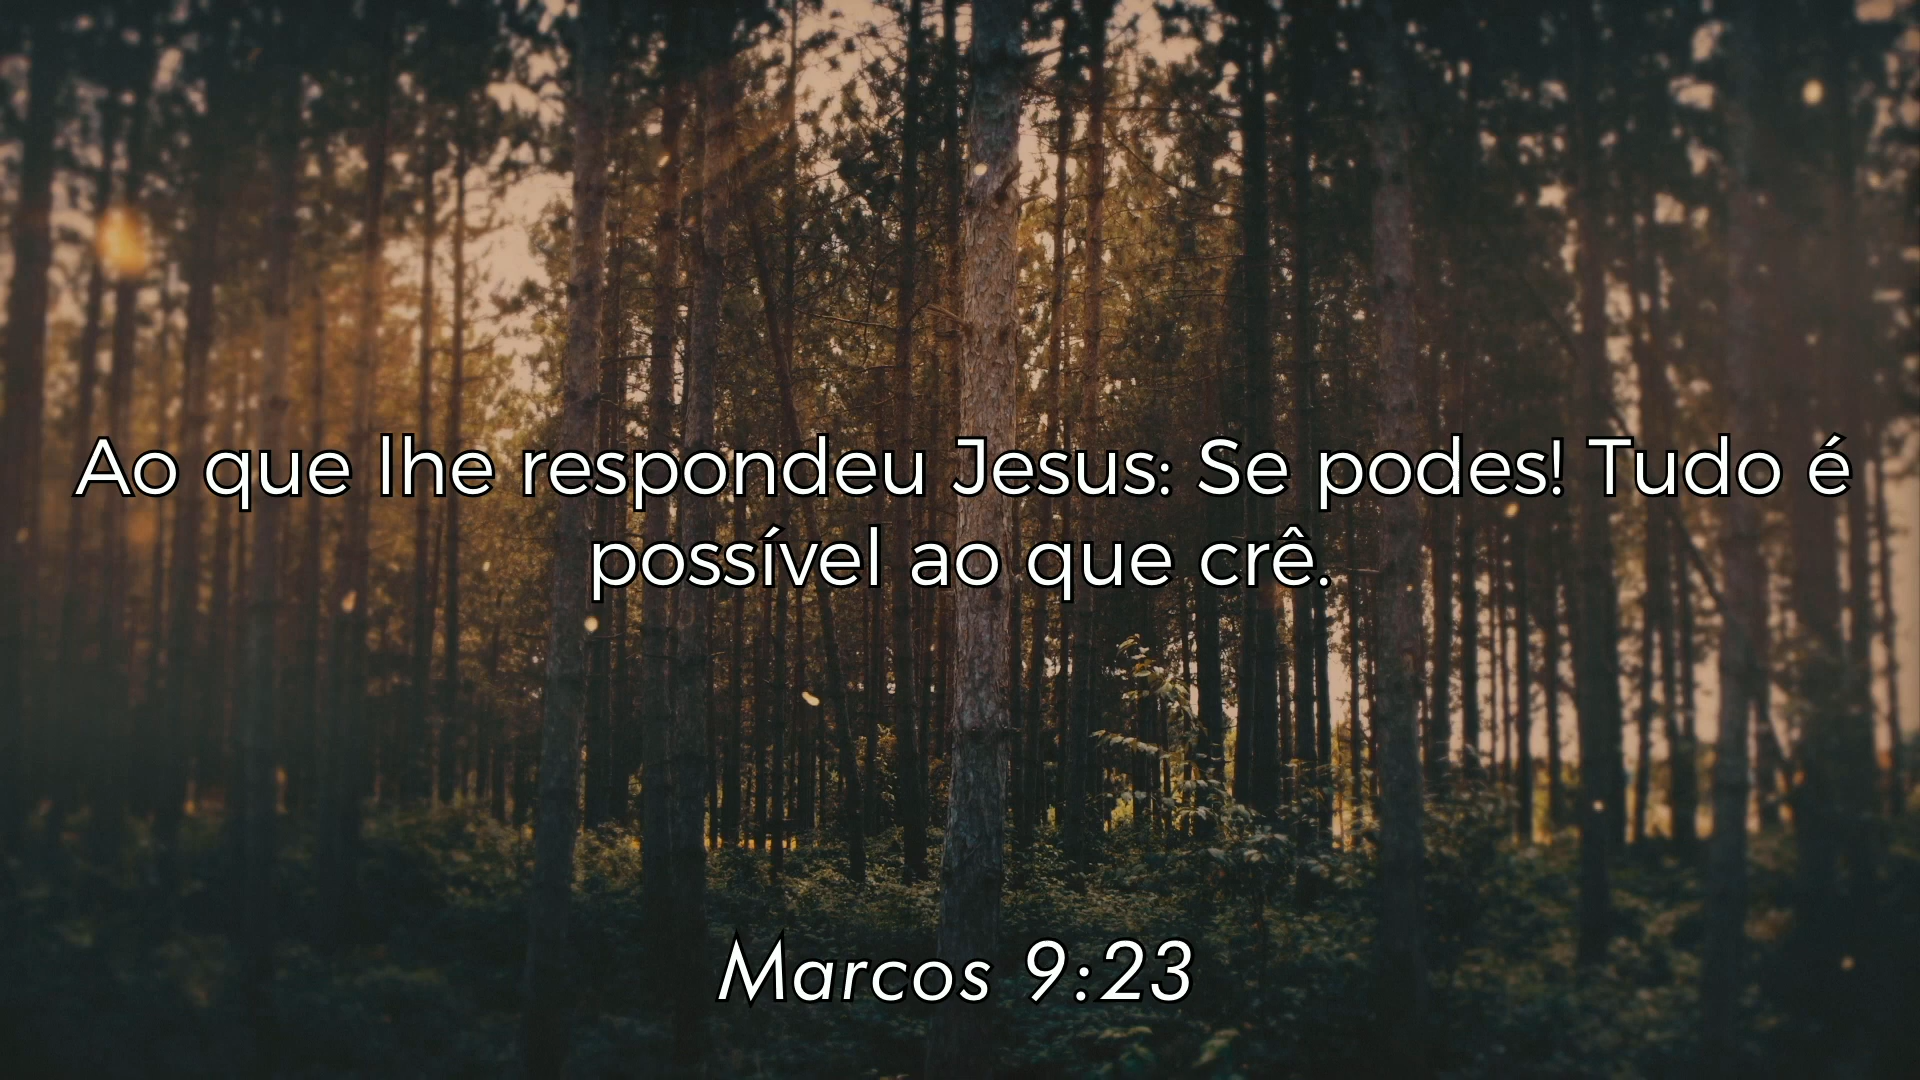 Ao que lhe respondeu Jesus: Se podes! Tudo é
possível ao que crê.
Marcos 9:23